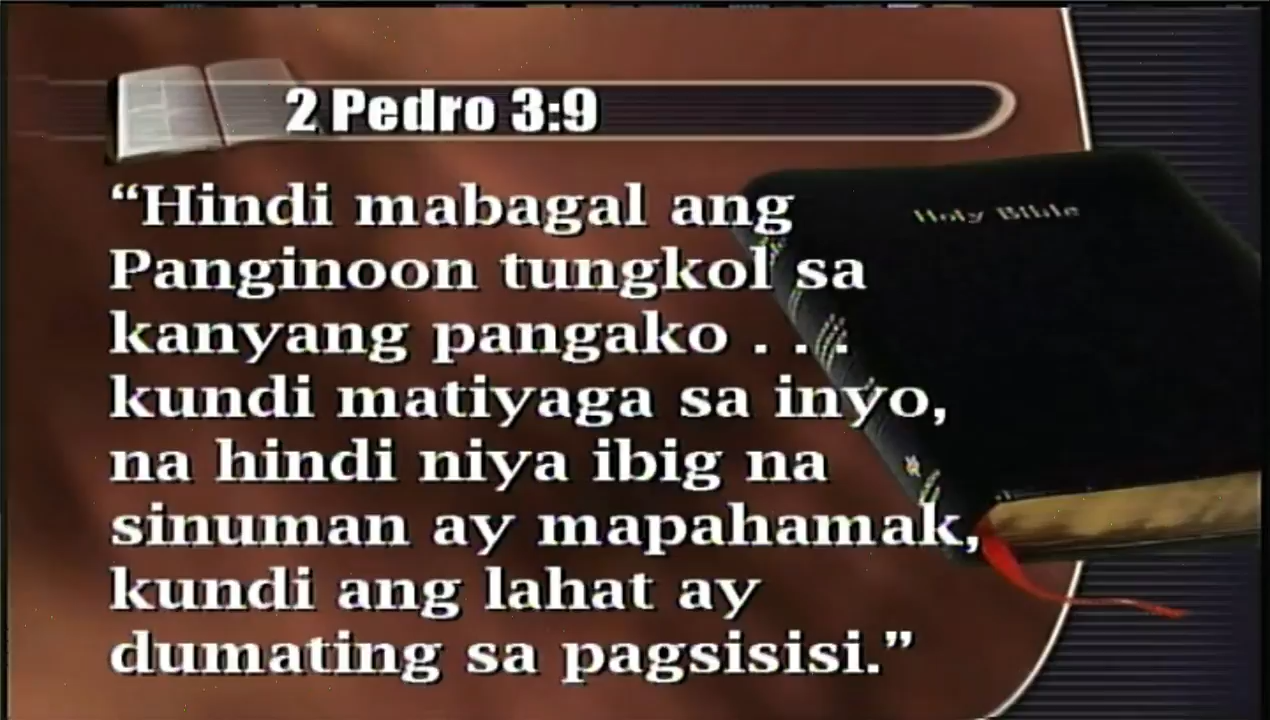 2 Pedro 3:9
“Hindi mabagal ang
Panginoon tungkol sa
kanyang pangako . . .
kundi matiyaga sa inyo,
na hindi niya ibig na
sinuman ay mapahamak,
kundi ang lahat ay
dumating sa pagsisisi.”
Holy Bible